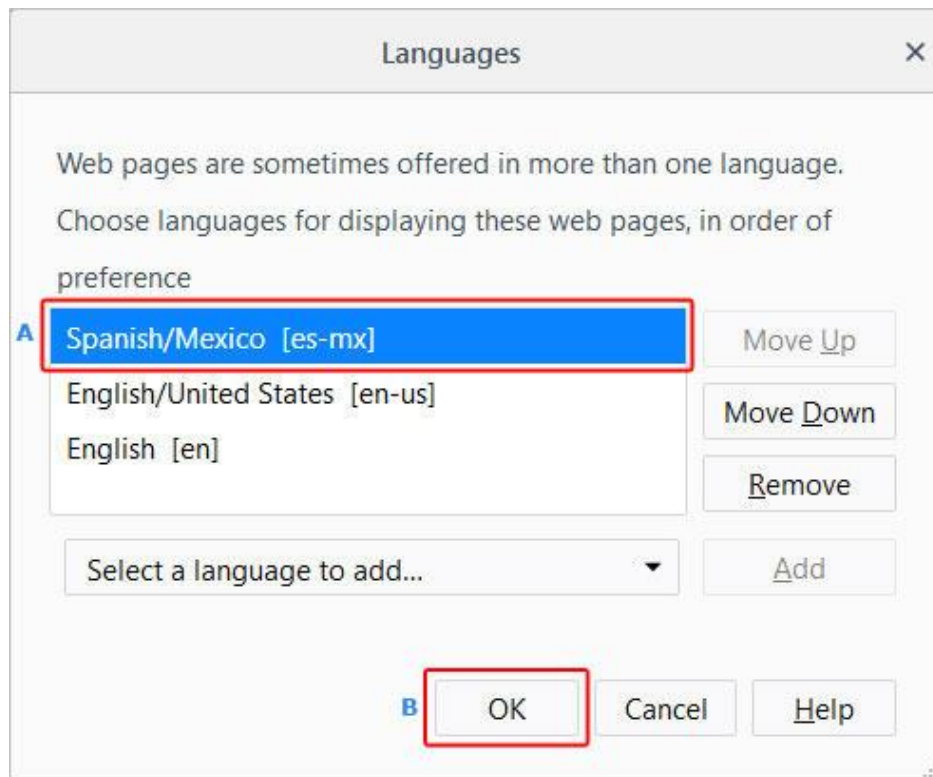 Languages
Web pages are sometimes offered in more than one language.
Choose languages for displaying these web pages, in order of
preference
A
Spanish/Mexico [es-mx]
Move Up
English/United States [en-us]
Move Down
English [en]
Remove
Select a language to add...
Add
B
OK
Cancel
Help